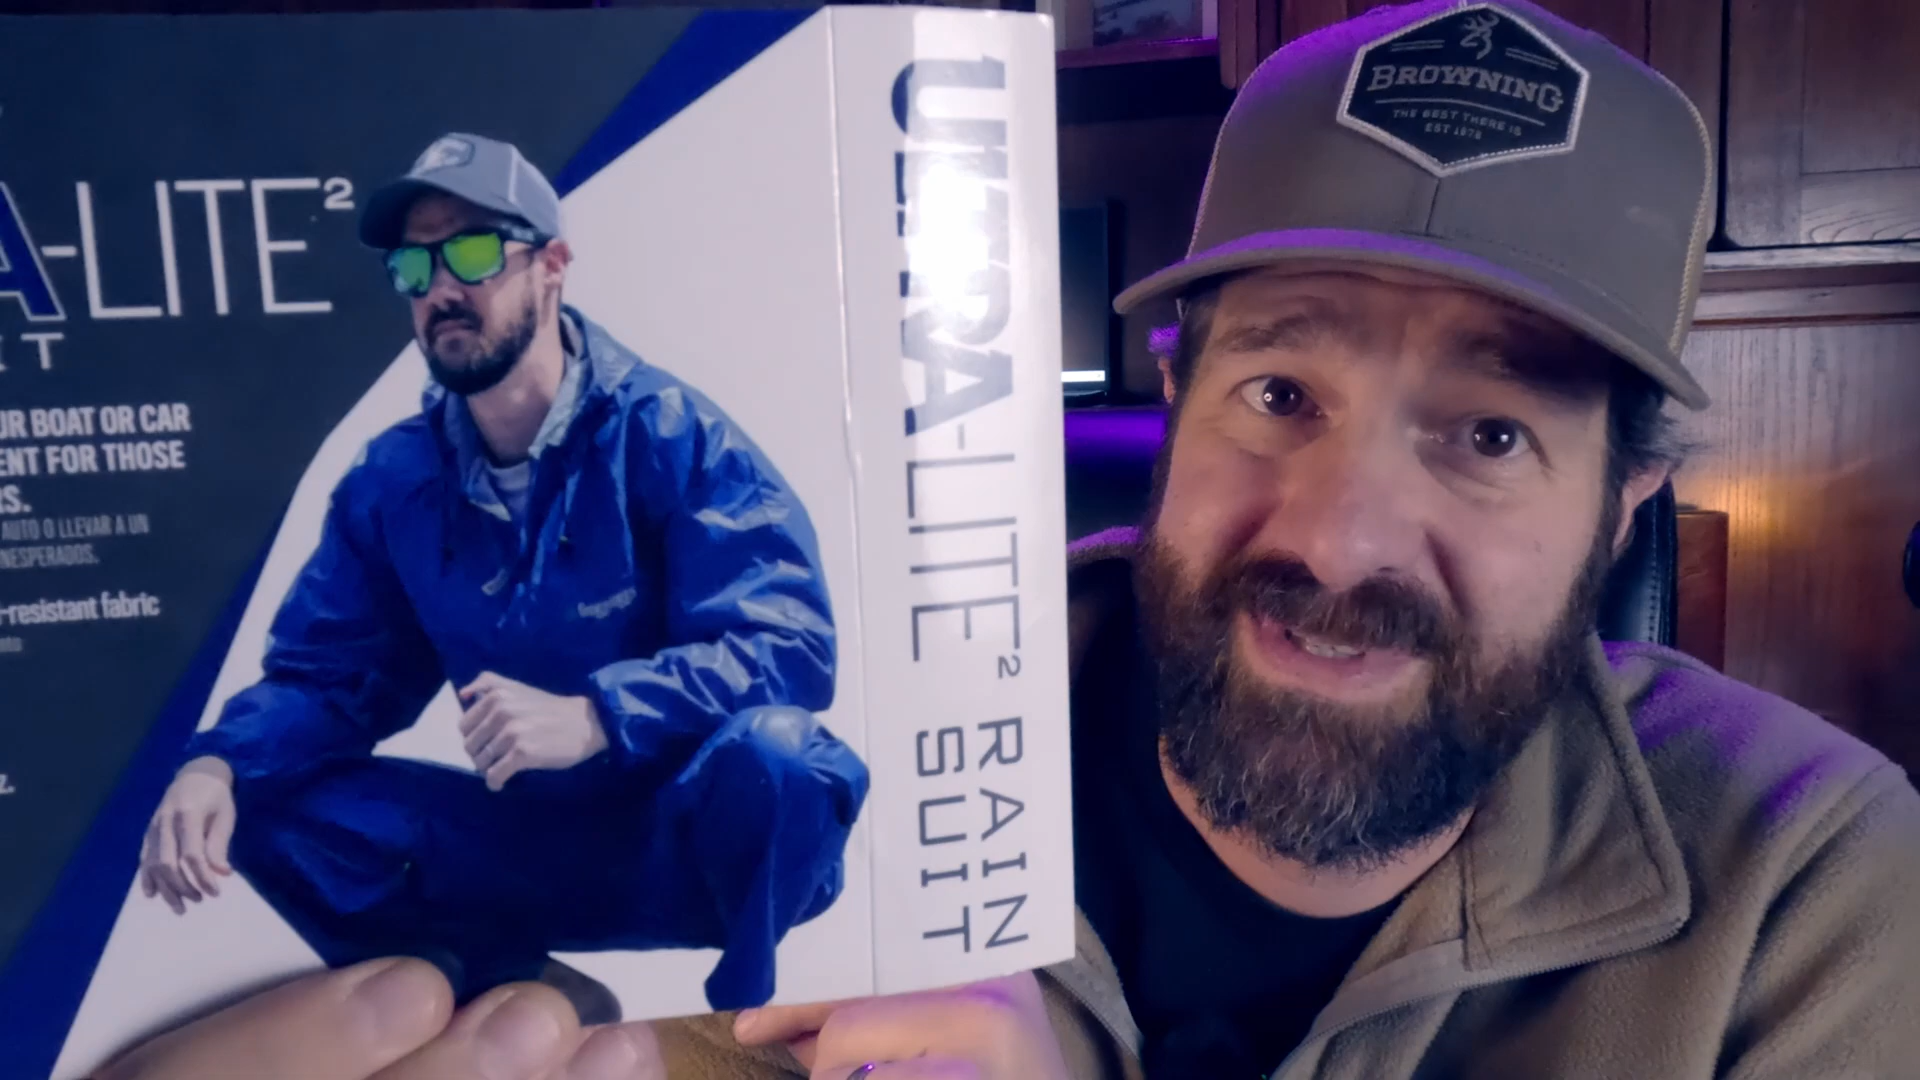 A-LITE²
IT
UR BOAT OR CAR
ENT FOR THOSE
RS.
AUTO O LLEVAR A UN
NESPERADOS.
-resistant fabric
z.
froggtoggs
ULTRA-LITE² RAIN
SUIT
BROWNING
THE BEST THERE IS
EST 1878